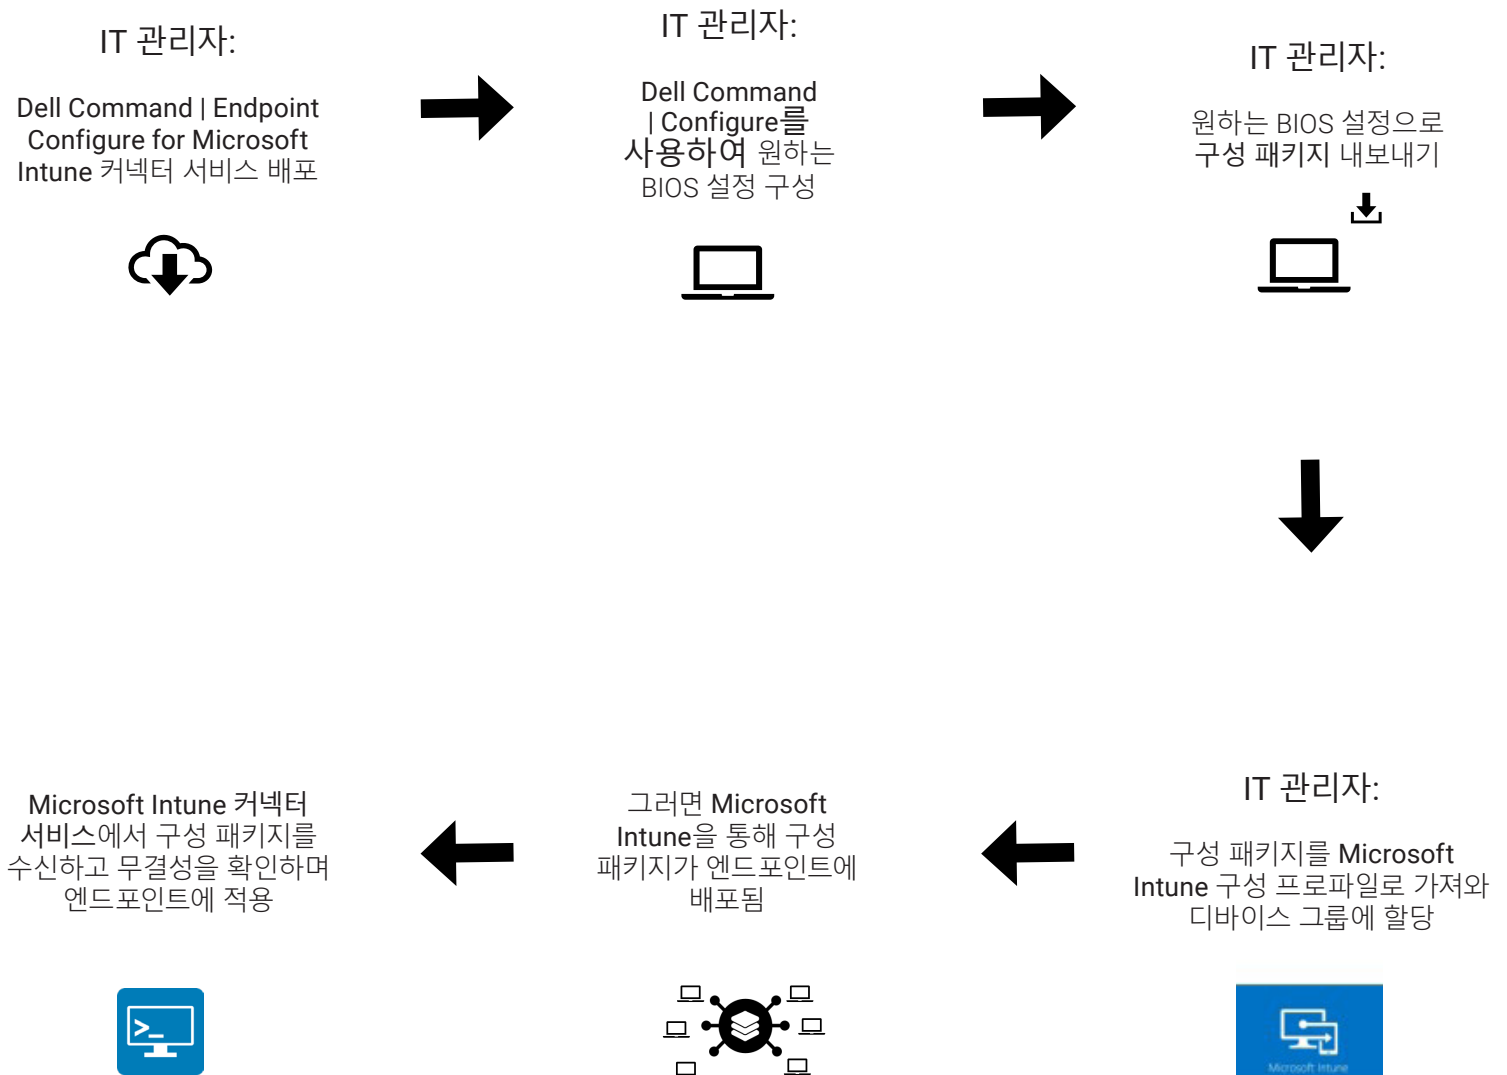 IT 관리자:
Dell Command | Endpoint
Configure for Microsoft
Intune 커넥터 서비스 배포
IT 관리자:
Dell Command
| Configure를
사용하여 원하는
BIOS 설정 구성
IT 관리자:
원하는 BIOS 설정으로
구성 패키지 내보내기
IT 관리자:
구성 패키지를 Microsoft
Intune 구성 프로파일로 가져와
디바이스 그룹에 할당
Microsoft Intune
그러면 Microsoft
Intune을 통해 구성
패키지가 엔드포인트에
배포됨
Microsoft Intune 커넥터
서비스에서 구성 패키지를
수신하고 무결성을 확인하며
엔드포인트에 적용
>_